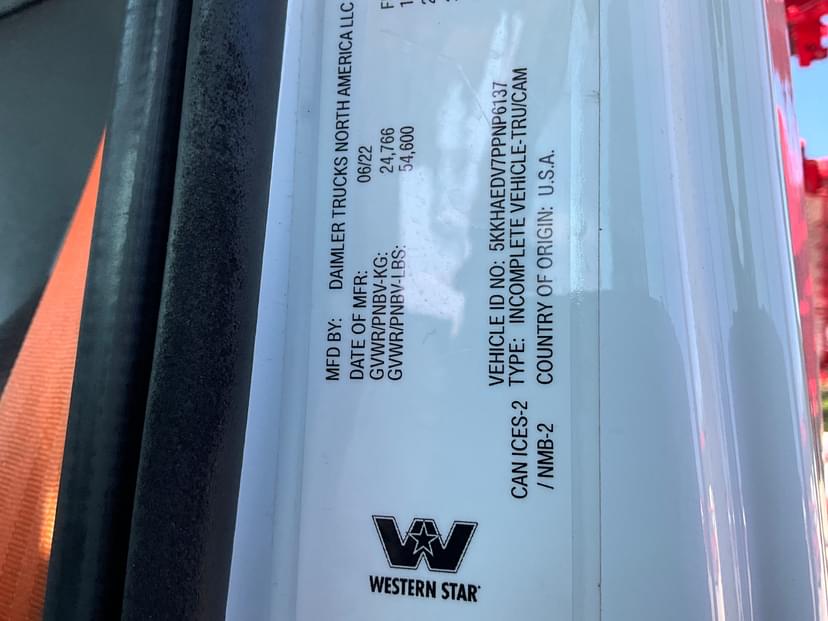 MFD BY: DAIMLER TRUCKS NORTH AMERICA LLC
DATE OF MFR: 06/22
GVWR/PNBV-KG: 24,766
GVWR/PNBV-LBS: 54,600
VEHICLE ID NO: 5KKHAEDV7PPNP6137
TYPE: INCOMPLETE VEHICLE-TRU/CAM
COUNTRY OF ORIGIN: U.S.A.
CAN ICES-2
/ NMB-2
WESTERN STAR